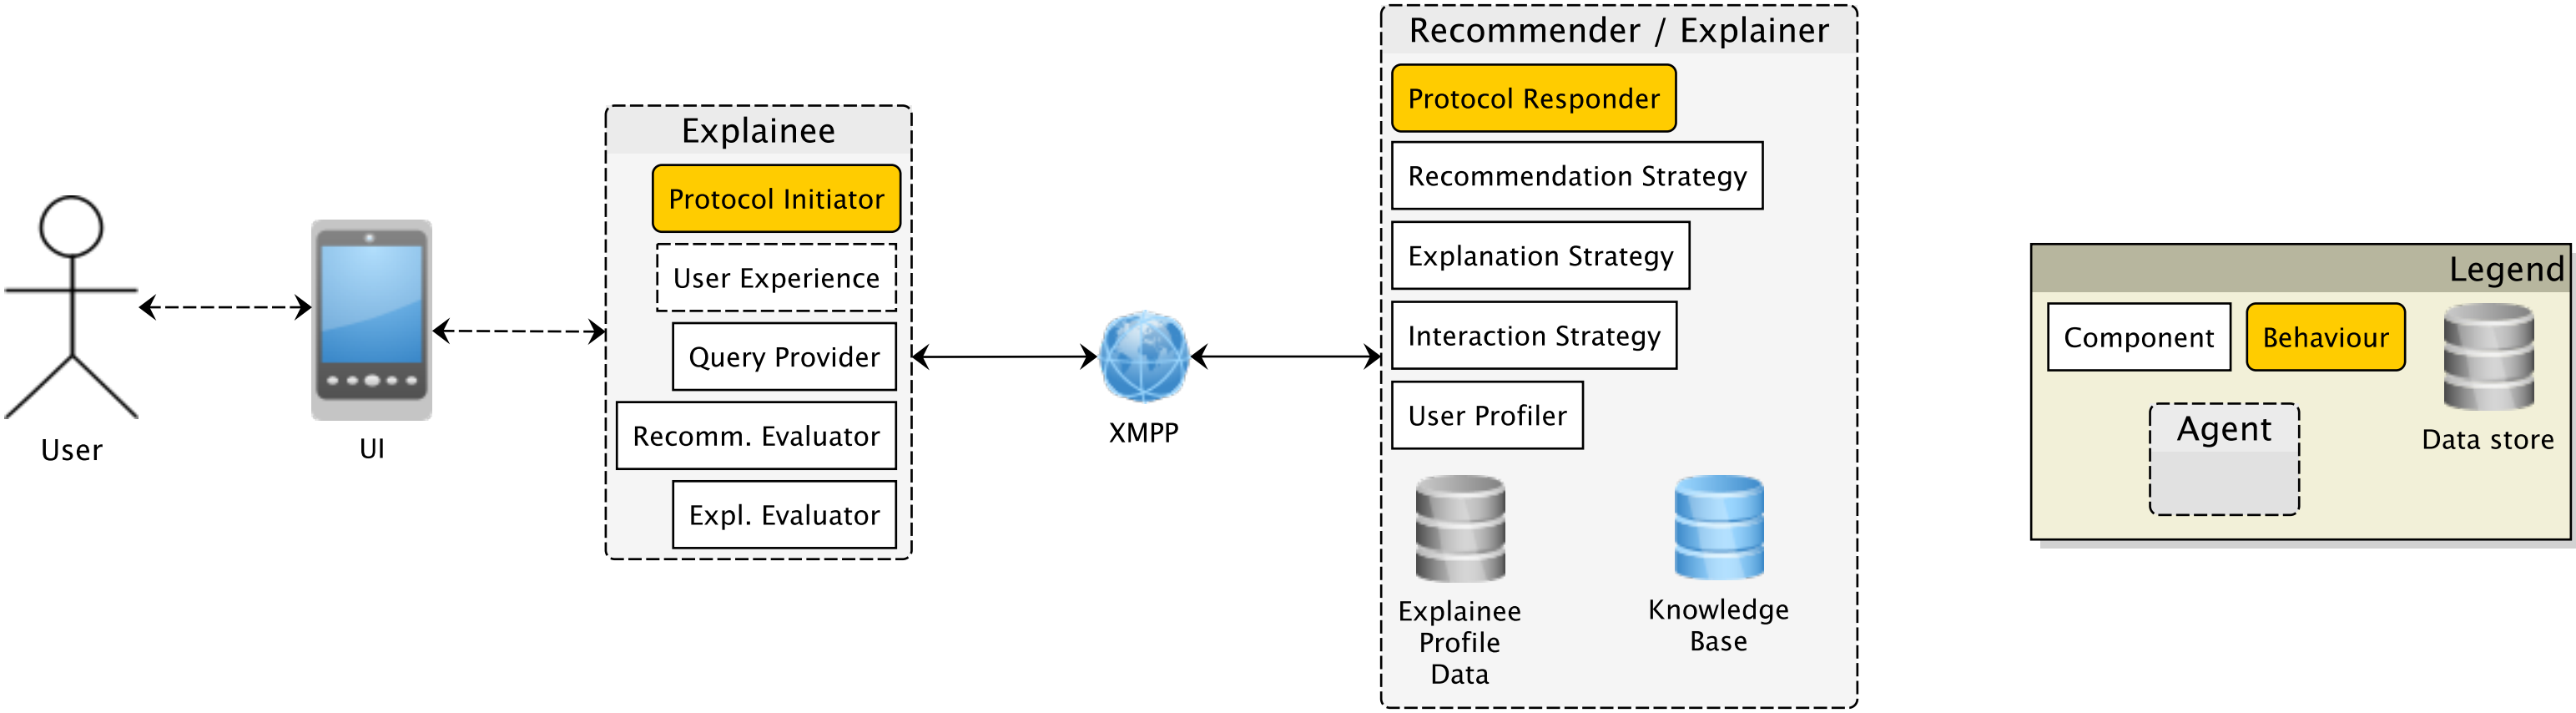 User
UI
Explainee
Protocol Initiator
User Experience
Query Provider
Recomm. Evaluator
Expl. Evaluator
XMPP
Recommender / Explainer
Protocol Responder
Recommendation Strategy
Explanation Strategy
Interaction Strategy
User Profiler
Explainee
Profile
Data
Knowledge
Base
Legend
Component
Behaviour
Agent
Data store